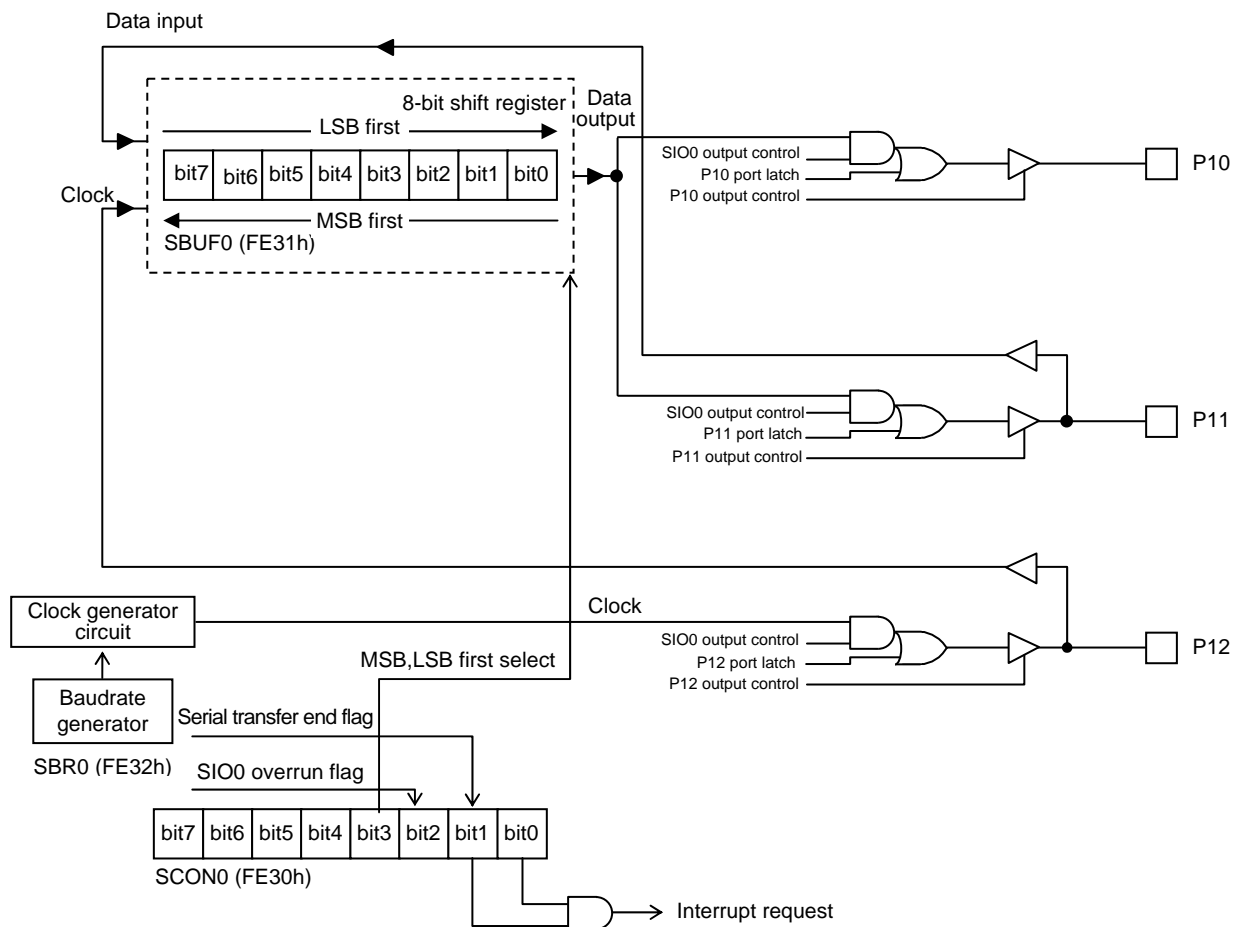 Data input
8-bit shift register
Data
output
LSB first
SIO0 output control
P10 port latch
P10 output control
P10
bit7 bit6 bit5 bit4 bit3 bit2 bit1 bit0
Clock
MSB first
SBUF0 (FE31h)
SIO0 output control
P11 port latch
P11 output control
P11
Clock generator
circuit
Clock
SIO0 output control
P12 port latch
P12 output control
P12
MSB,LSB first select
Baudrate
generator
Serial transfer end flag
SBR0 (FE32h)
SIO0 overrun flag
bit7 bit6 bit5 bit4 bit3 bit2 bit1 bit0
SCON0 (FE30h)
Interrupt request